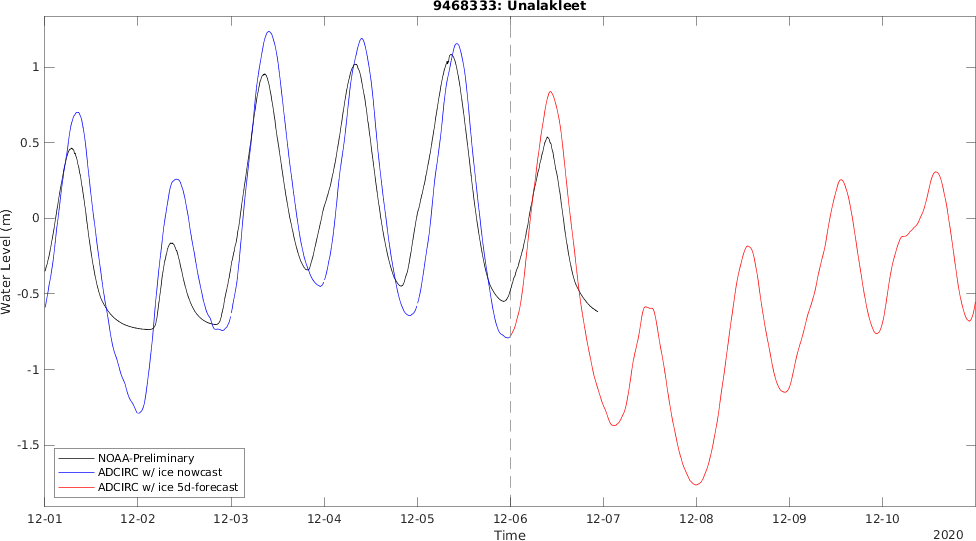 9468333: Unalakleet
Water Level (m)
1
0.5
0
-0.5
-1
-1.5
NOAA-Preliminary
ADCIRC w/ ice nowcast
ADCIRC w/ ice 5d-forecast
12-01 12-02 12-03 12-04 12-05 12-06 12-07 12-08 12-09 12-10
Time
2020